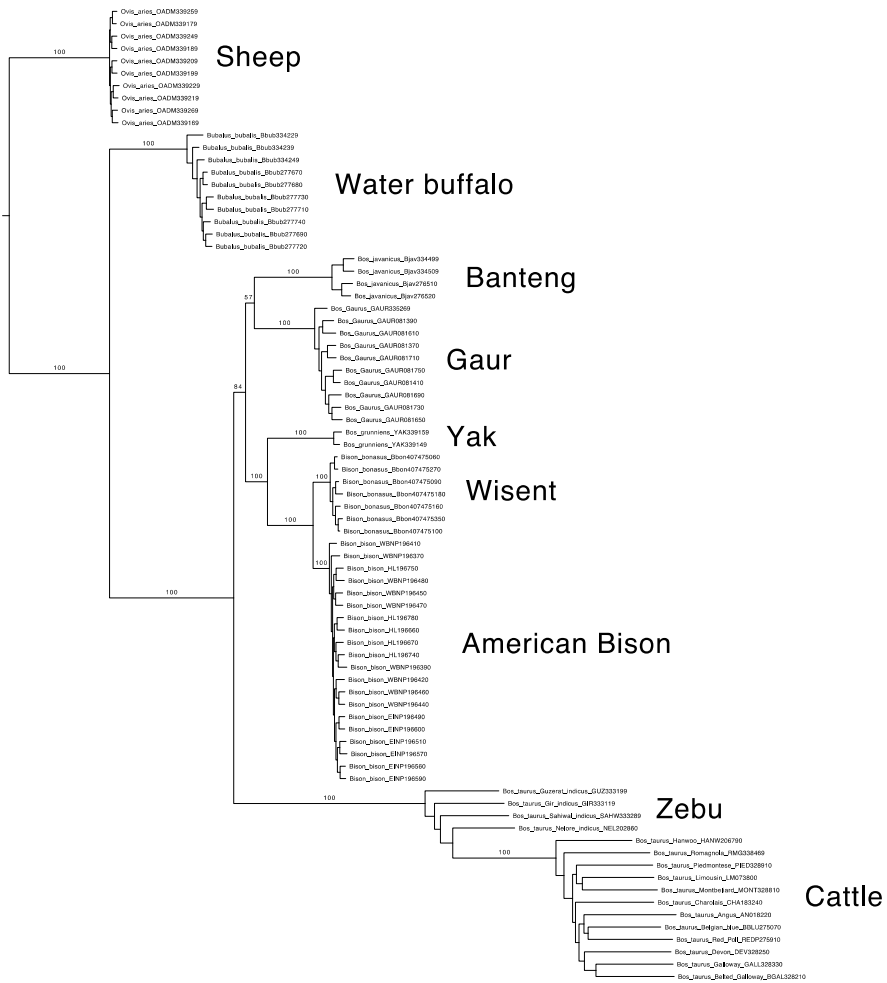 Ovis_aries_OADM339259
Ovis_aries_OADM339179
Ovis_aries_OADM339249
Ovis_aries_OADM339189
100
Sheep
Ovis_aries_OADM339209
Ovis_aries_OADM339199
Ovis_aries_OADM339229
Ovis_aries_OADM339219
Ovis_aries_OADM339269
Ovis_aries_OADM339169
Bubalus_bubalis_Bbub334229
100
Bubalus_bubalis_Bbub334239
Bubalus_bubalis_Bbub334249
Bubalus_bubalis_Bbub277670
Bubalus_bubalis_Bbub277680
Water buffalo
Bubalus_bubalis_Bbub277730
Bubalus_bubalis_Bbub277710
Bubalus_bubalis_Bbub277740
Bubalus_bubalis_Bbub277690
Bubalus_bubalis_Bbub277720
Bos_javanicus_Bjav334499
100
Bos_javanicus_Bjav334509
Banteng
Bos_javanicus_Bjav276510
Bos_javanicus_Bjav276520
57
Bos_Gaurus_GAUR335269
100
Bos_Gaurus_GAUR081390
Bos_Gaurus_GAUR081610
Bos_Gaurus_GAUR081370
Bos_Gaurus_GAUR081710
Gaur
100
Bos_Gaurus_GAUR081750
Bos_Gaurus_GAUR081410
84
Bos_Gaurus_GAUR081690
Bos_Gaurus_GAUR081730
Bos_Gaurus_GAUR081650
100
Bos_grunniens_YAK339159
Yak
Bos_grunniens_YAK339149
Bison_bonasus_Bbon407475060
Bison_bonasus_Bbon407475270
100
100
Bison_bonasus_Bbon407475090
Wisent
Bison_bonasus_Bbon407475180
Bison_bonasus_Bbon407475160
100
Bison_bonasus_Bbon407475350
Bison_bonasus_Bbon407475100
Bison_bison_WBNP196410
Bison_bison_WBNP196370
100
Bison_bison_HL196750
Bison_bison_WBNP196480
100
Bison_bison_WBNP196450
Bison_bison_WBNP196470
Bison_bison_HL196780
Bison_bison_HL196660
Bison_bison_HL196670
American Bison
Bison_bison_HL196740
Bison_bison_WBNP196390
Bison_bison_WBNP196420
Bison_bison_WBNP196460
Bison_bison_WBNP196440
Bison_bison_EINP196490
Bison_bison_EINP196600
Bison_bison_EINP196510
Bison_bison_EINP196570
Bison_bison_EINP196560
Bison_bison_EINP196590
Bos_taurus_Guzerat_indicus_GUZ333199
100
Bos_taurus_Gir_indicus_GIR333119
Zebu
Bos_taurus_Sahiwal_indicus_SAHW333289
Bos_taurus_Nelore_indicus_NEL202860
Bos_taurus_Hanwoo_HANW206790
100
Bos_taurus_Romagnola_RMG338469
Bos_taurus_Piedmontese_PIED328910
Bos_taurus_Limousin_LM073800
Bos_taurus_Montbeliard_MONT328810
Cattle
Bos_taurus_Charolais_CHA183240
Bos_taurus_Angus_AN018220
Bos_taurus_Belgian_blue_BBLU275070
Bos_taurus_Red_Poll_REDP275910
Bos_taurus_Devon_DEV328250
Bos_taurus_Galloway_GALL328330
Bos_taurus_Belted_Galloway_BGAL328210